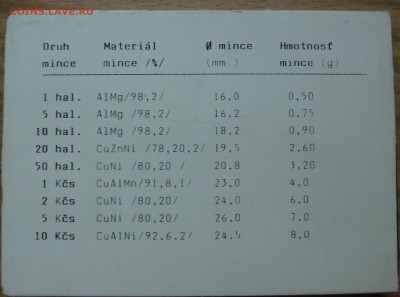 COINS.LAVE.RU
Druh Materiál Ø mince Hmotnosť
mince mince /%/ (mm) mince (g)
1 hal. AlMg/98,2/ 16,0 0,50
5 hal. AlMg /98,2/ 16,2 0,75
10 hal. AlMg /98,2/ 18,2 0,90
20 hal. CuZnNi /78,20,2/ 19,5 2,60
50 hal. CuNi /80,20 / 20,8 3,20
1 Kčs CuAlMn/91,8,1/ 23,0 4,0
2 Kčs CuNi /80,20/ 24,0 6,0
5 Kčs CuNi /80,20/ 26,0 7.0
10 Kčs CuAlNi/92,6,2/ 24.5 8,0